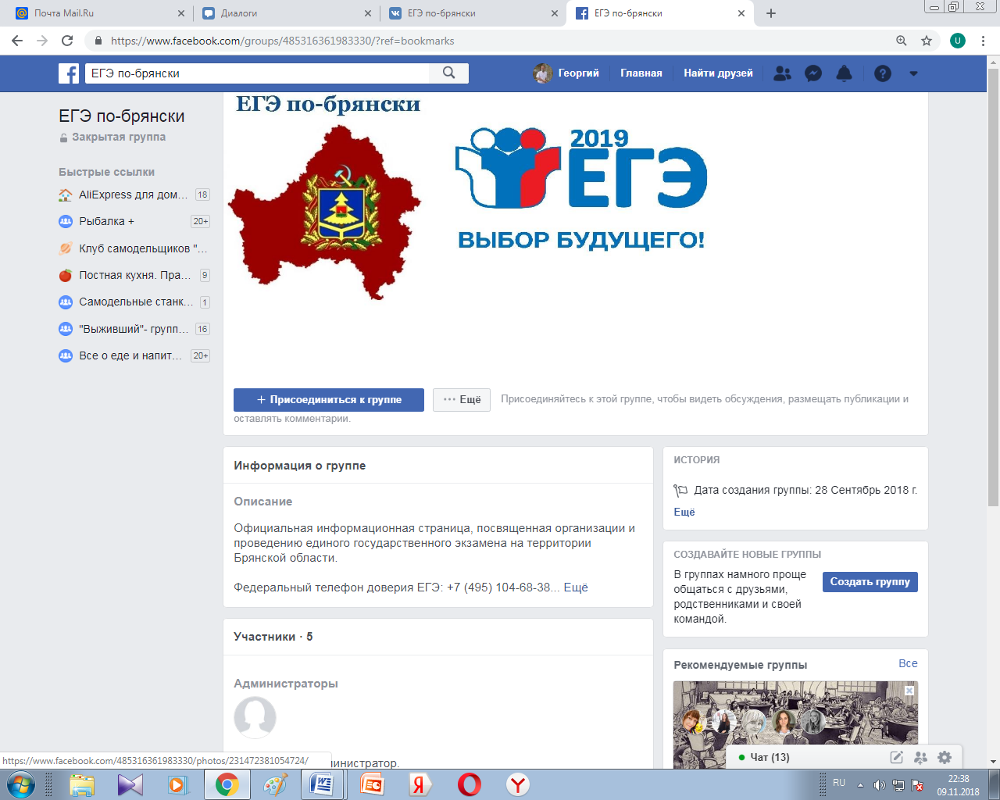 Почта Mail.Ru
Диалоги
ЕГЭ по-брянски
ЕГЭ по-брянски
https://www.facebook.com/groups/485316361983330/?ref=bookmarks
U
ЕГЭ по-брянски
Георгий
Главная
Найти друзей
ЕГЭ по-брянски
Закрытая группа
Быстрые ссылки
AliExpress для дом... 18
Рыбалка + 20+
Клуб самодельщиков "...
Постная кухня. Пра... 9
Самодельные станк... 1
"Выживший"- групп... 16
Все о еде и напит... 20+
ЕГЭ по-брянски
2019
ЕГЭ
ВЫБОР БУДУЩЕГО!
+ Присоединиться к группе
··· Ещё
Присоединяйтесь к этой группе, чтобы видеть обсуждения, размещать публикации и
оставлять комментарии.
Информация о группе
Описание
Официальная информационная страница, посвященная организации и
проведению единого государственного экзамена на территории
Брянской области.
Федеральный телефон доверия ЕГЭ: +7 (495) 104-68-38... Ещё
Участники · 5
Администраторы
министратор.
ИСТОРИЯ
Дата создания группы: 28 Сентябрь 2018 г.
Ещё
СОЗДАВАЙТЕ НОВЫЕ ГРУППЫ
В группах намного проще
общаться с друзьями,
родственниками и своей
командой.
Создать группу
Рекомендуемые группы
Все
Чат (13)
https://www.facebook.com/485316361983330/photos/231472381054724/
RU
22:38
09.11.2018